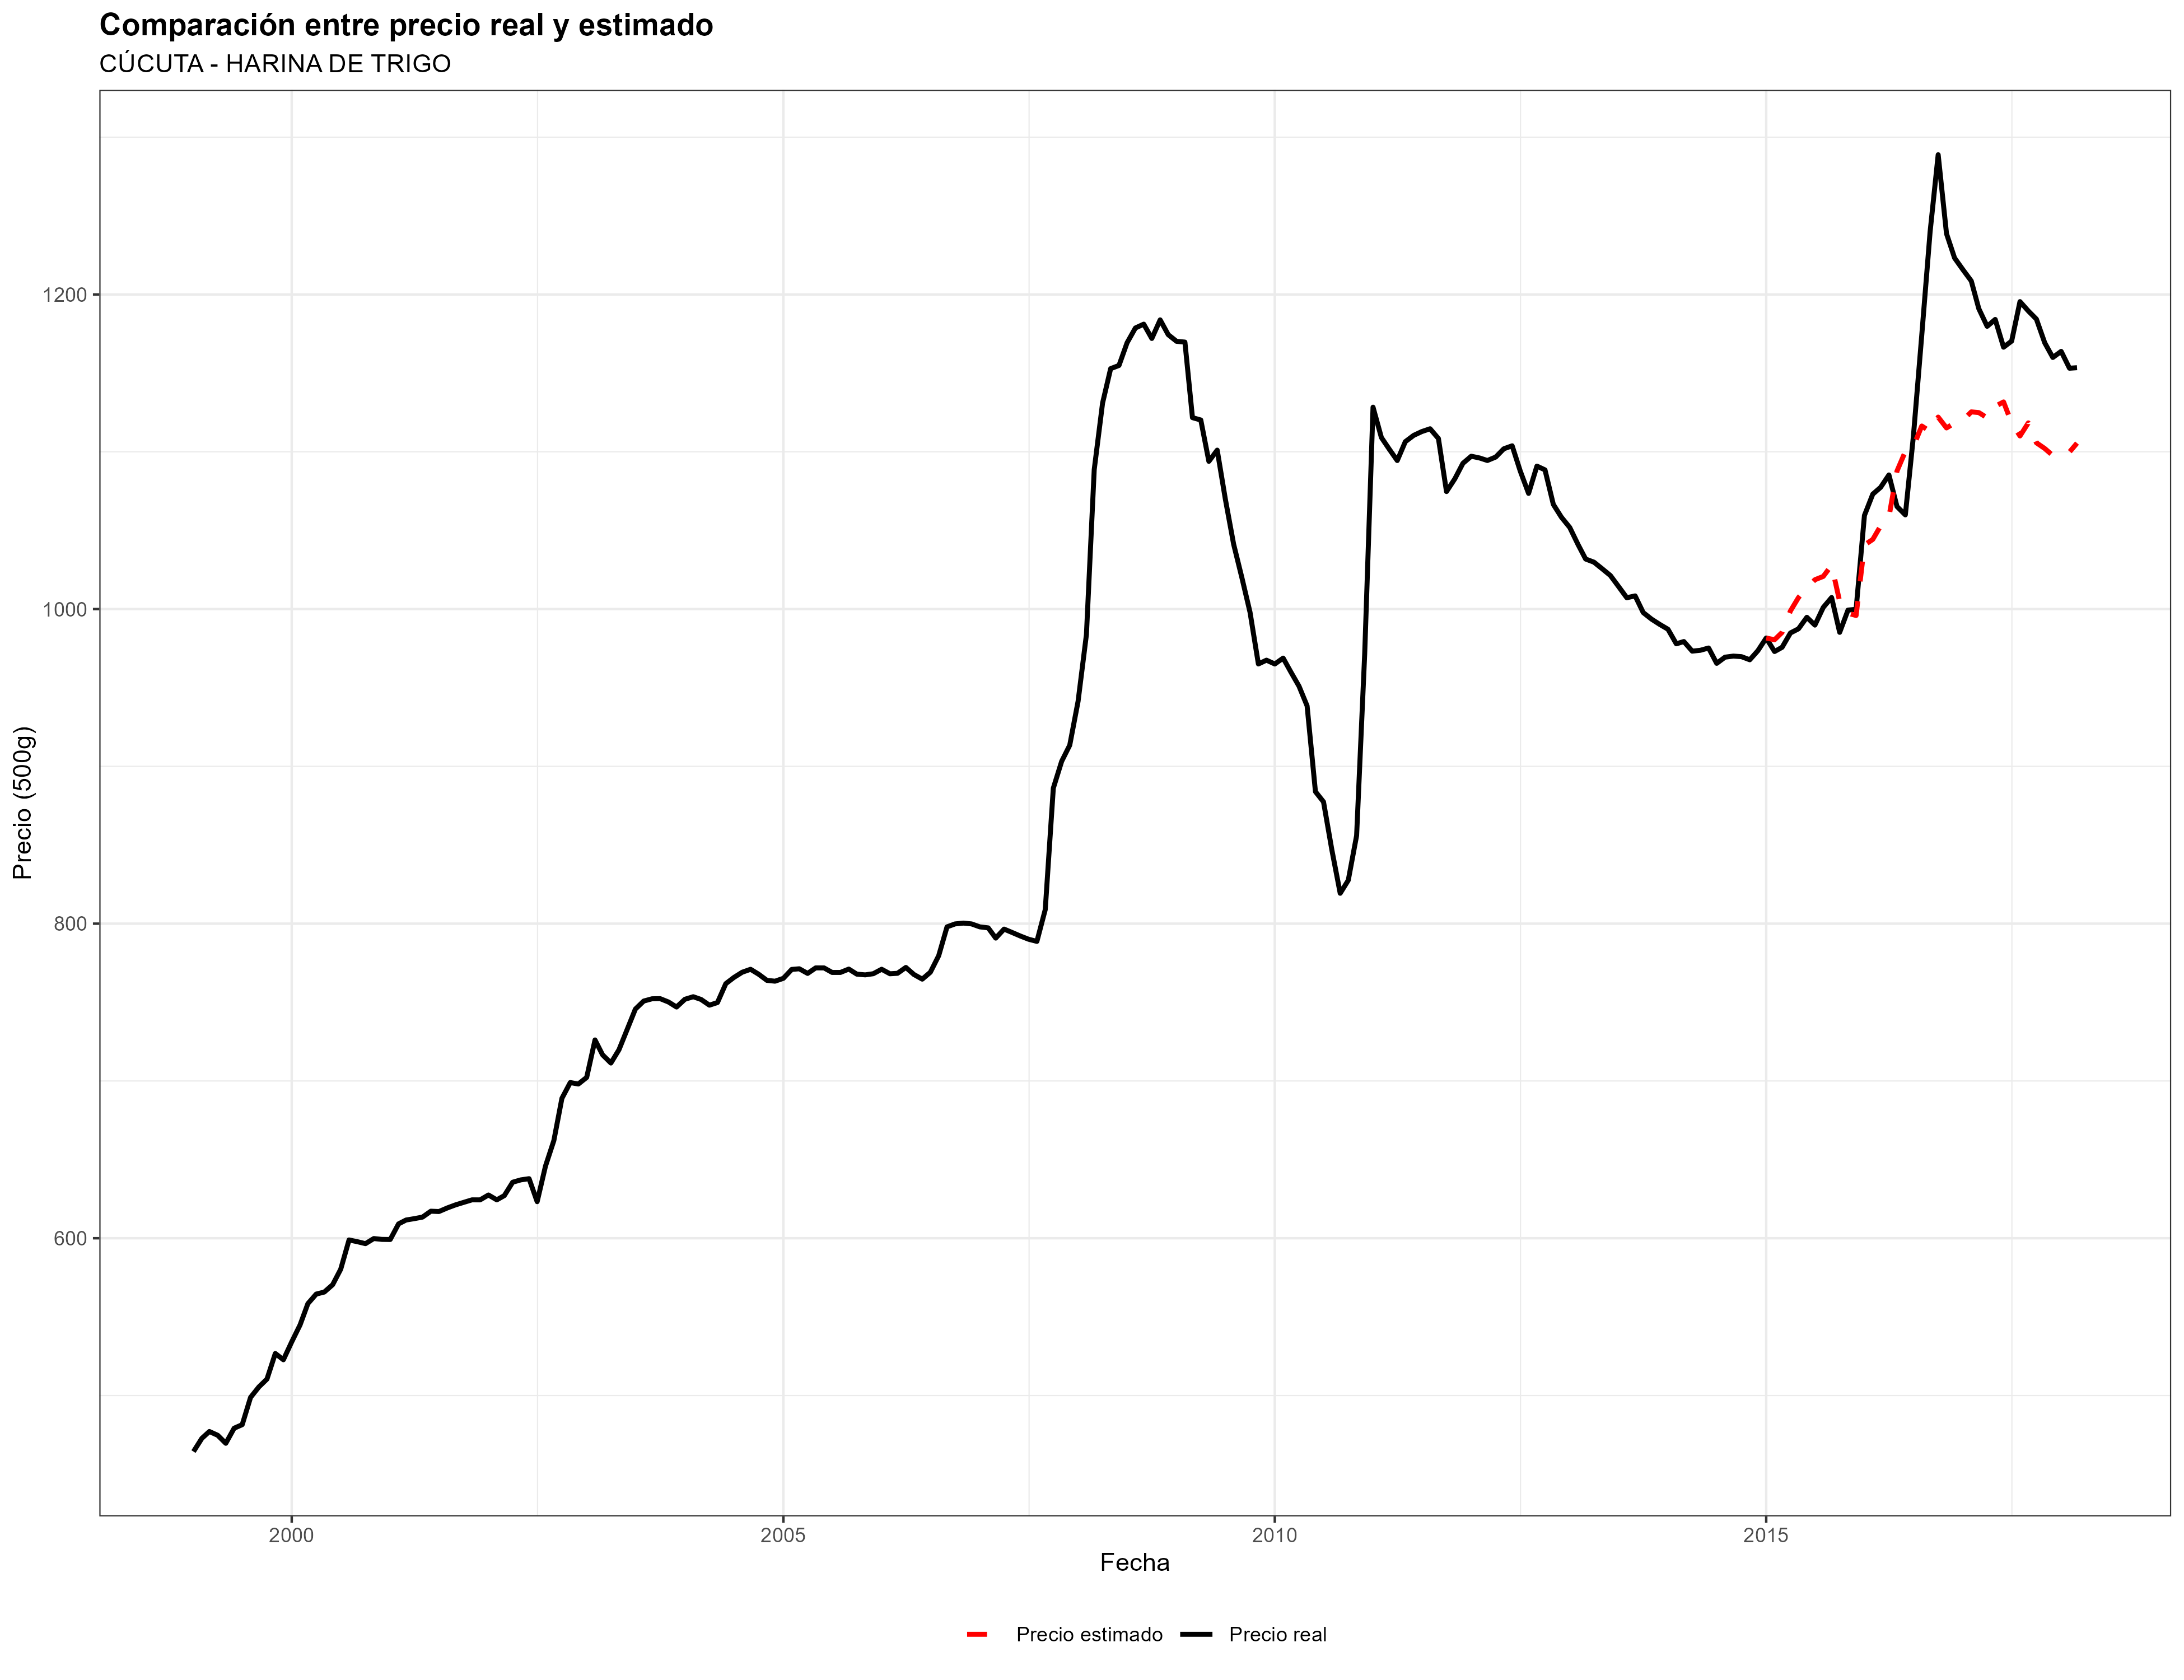 Comparación entre precio real y estimado
CÚCUTA - HARINA DE TRIGO
Precio (500g)
1200
1000
800
600
2000 2005 2010 2015
Fecha
Precio estimado Precio real